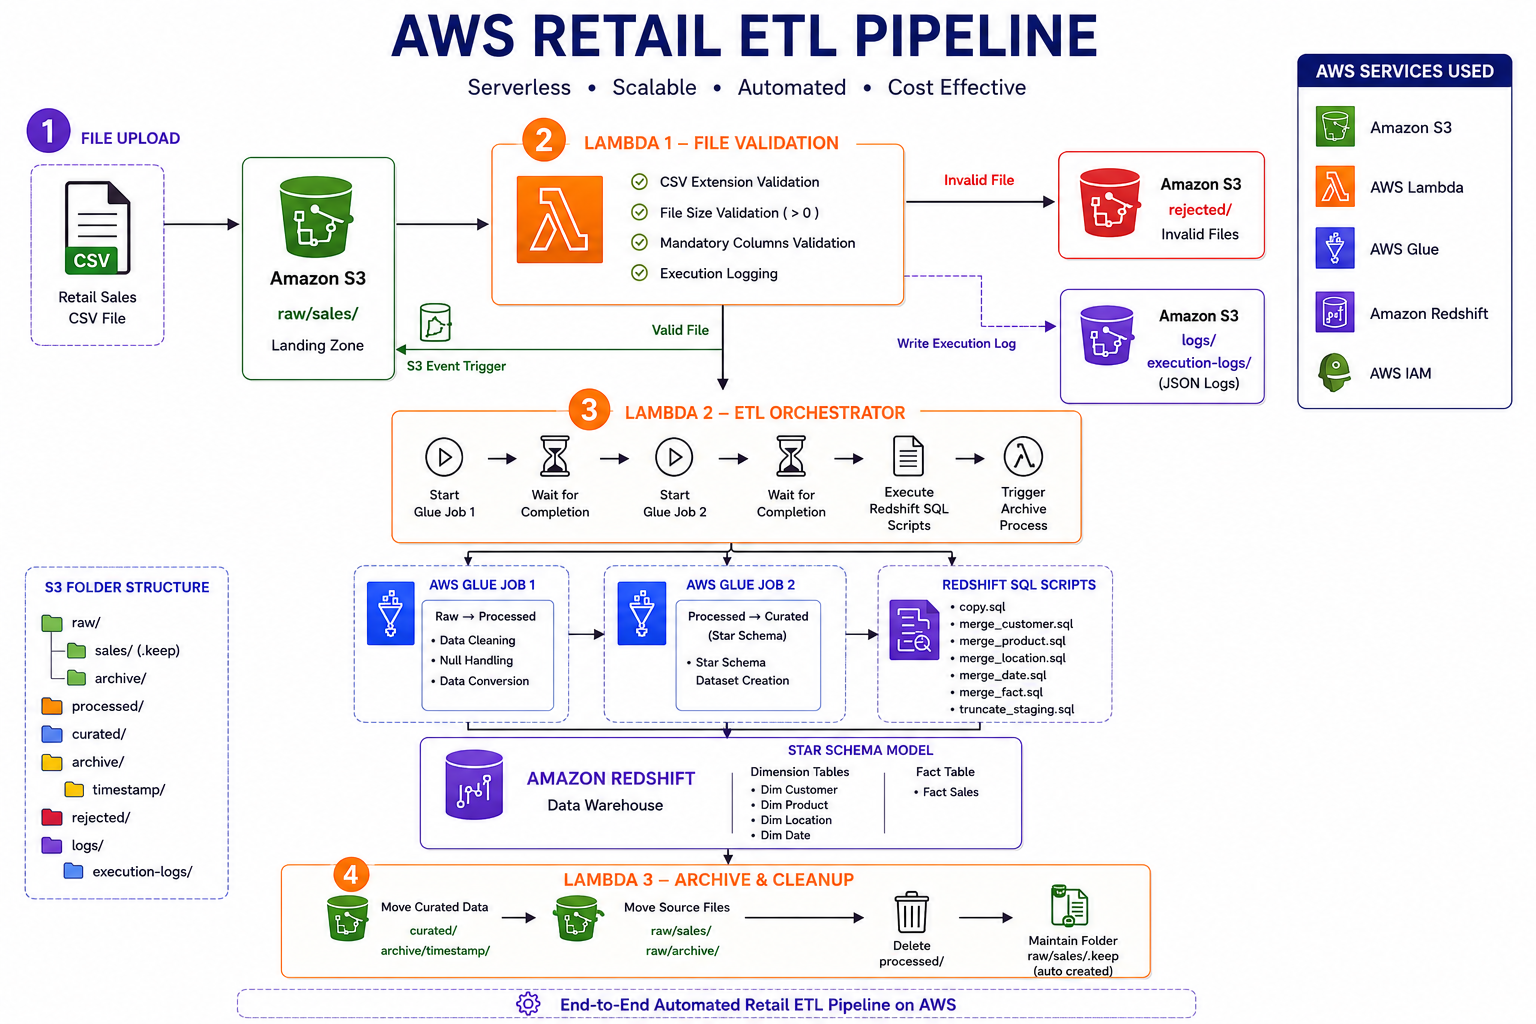 AWS RETAIL ETL PIPELINE
Serverless • Scalable • Automated • Cost Effective
1 FILE UPLOAD
CSV
Retail Sales
CSV File
Amazon S3
raw/sales/
Landing Zone
2 LAMBDA 1 – FILE VALIDATION
CSV Extension Validation
File Size Validation ( > 0 )
Mandatory Columns Validation
Execution Logging
Invalid File
Amazon S3
rejected/
Invalid Files
Write Execution Log
Amazon S3
logs/
execution-logs/
(JSON Logs)
Valid File
S3 Event Trigger
AWS SERVICES USED
Amazon S3
AWS Lambda
AWS Glue
Amazon Redshift
AWS IAM
3 LAMBDA 2 – ETL ORCHESTRATOR
Start
Glue Job 1
Wait for
Completion
Start
Glue Job 2
Wait for
Completion
Execute
Redshift SQL
Scripts
Trigger
Archive
Process
S3 FOLDER STRUCTURE
raw/
sales/ (.keep)
archive/
processed/
curated/
archive/
timestamp/
rejected/
logs/
execution-logs/
AWS GLUE JOB 1
Raw → Processed
• Data Cleaning
• Null Handling
• Data Conversion
AWS GLUE JOB 2
Processed → Curated
(Star Schema)
• Star Schema
Dataset Creation
REDSHIFT SQL SCRIPTS
• copy.sql
• merge_customer.sql
• merge_product.sql
• merge_location.sql
• merge_date.sql
• merge_fact.sql
• truncate_staging.sql
AMAZON REDSHIFT
Data Warehouse
STAR SCHEMA MODEL
Dimension Tables
• Dim Customer
• Dim Product
• Dim Location
• Dim Date
Fact Table
• Fact Sales
4 LAMBDA 3 – ARCHIVE & CLEANUP
Move Curated Data
curated/
archive/timestamp/
Move Source Files
raw/sales/
raw/archive/
Delete
processed/
Maintain Folder
raw/sales/.keep
(auto created)
End-to-End Automated Retail ETL Pipeline on AWS